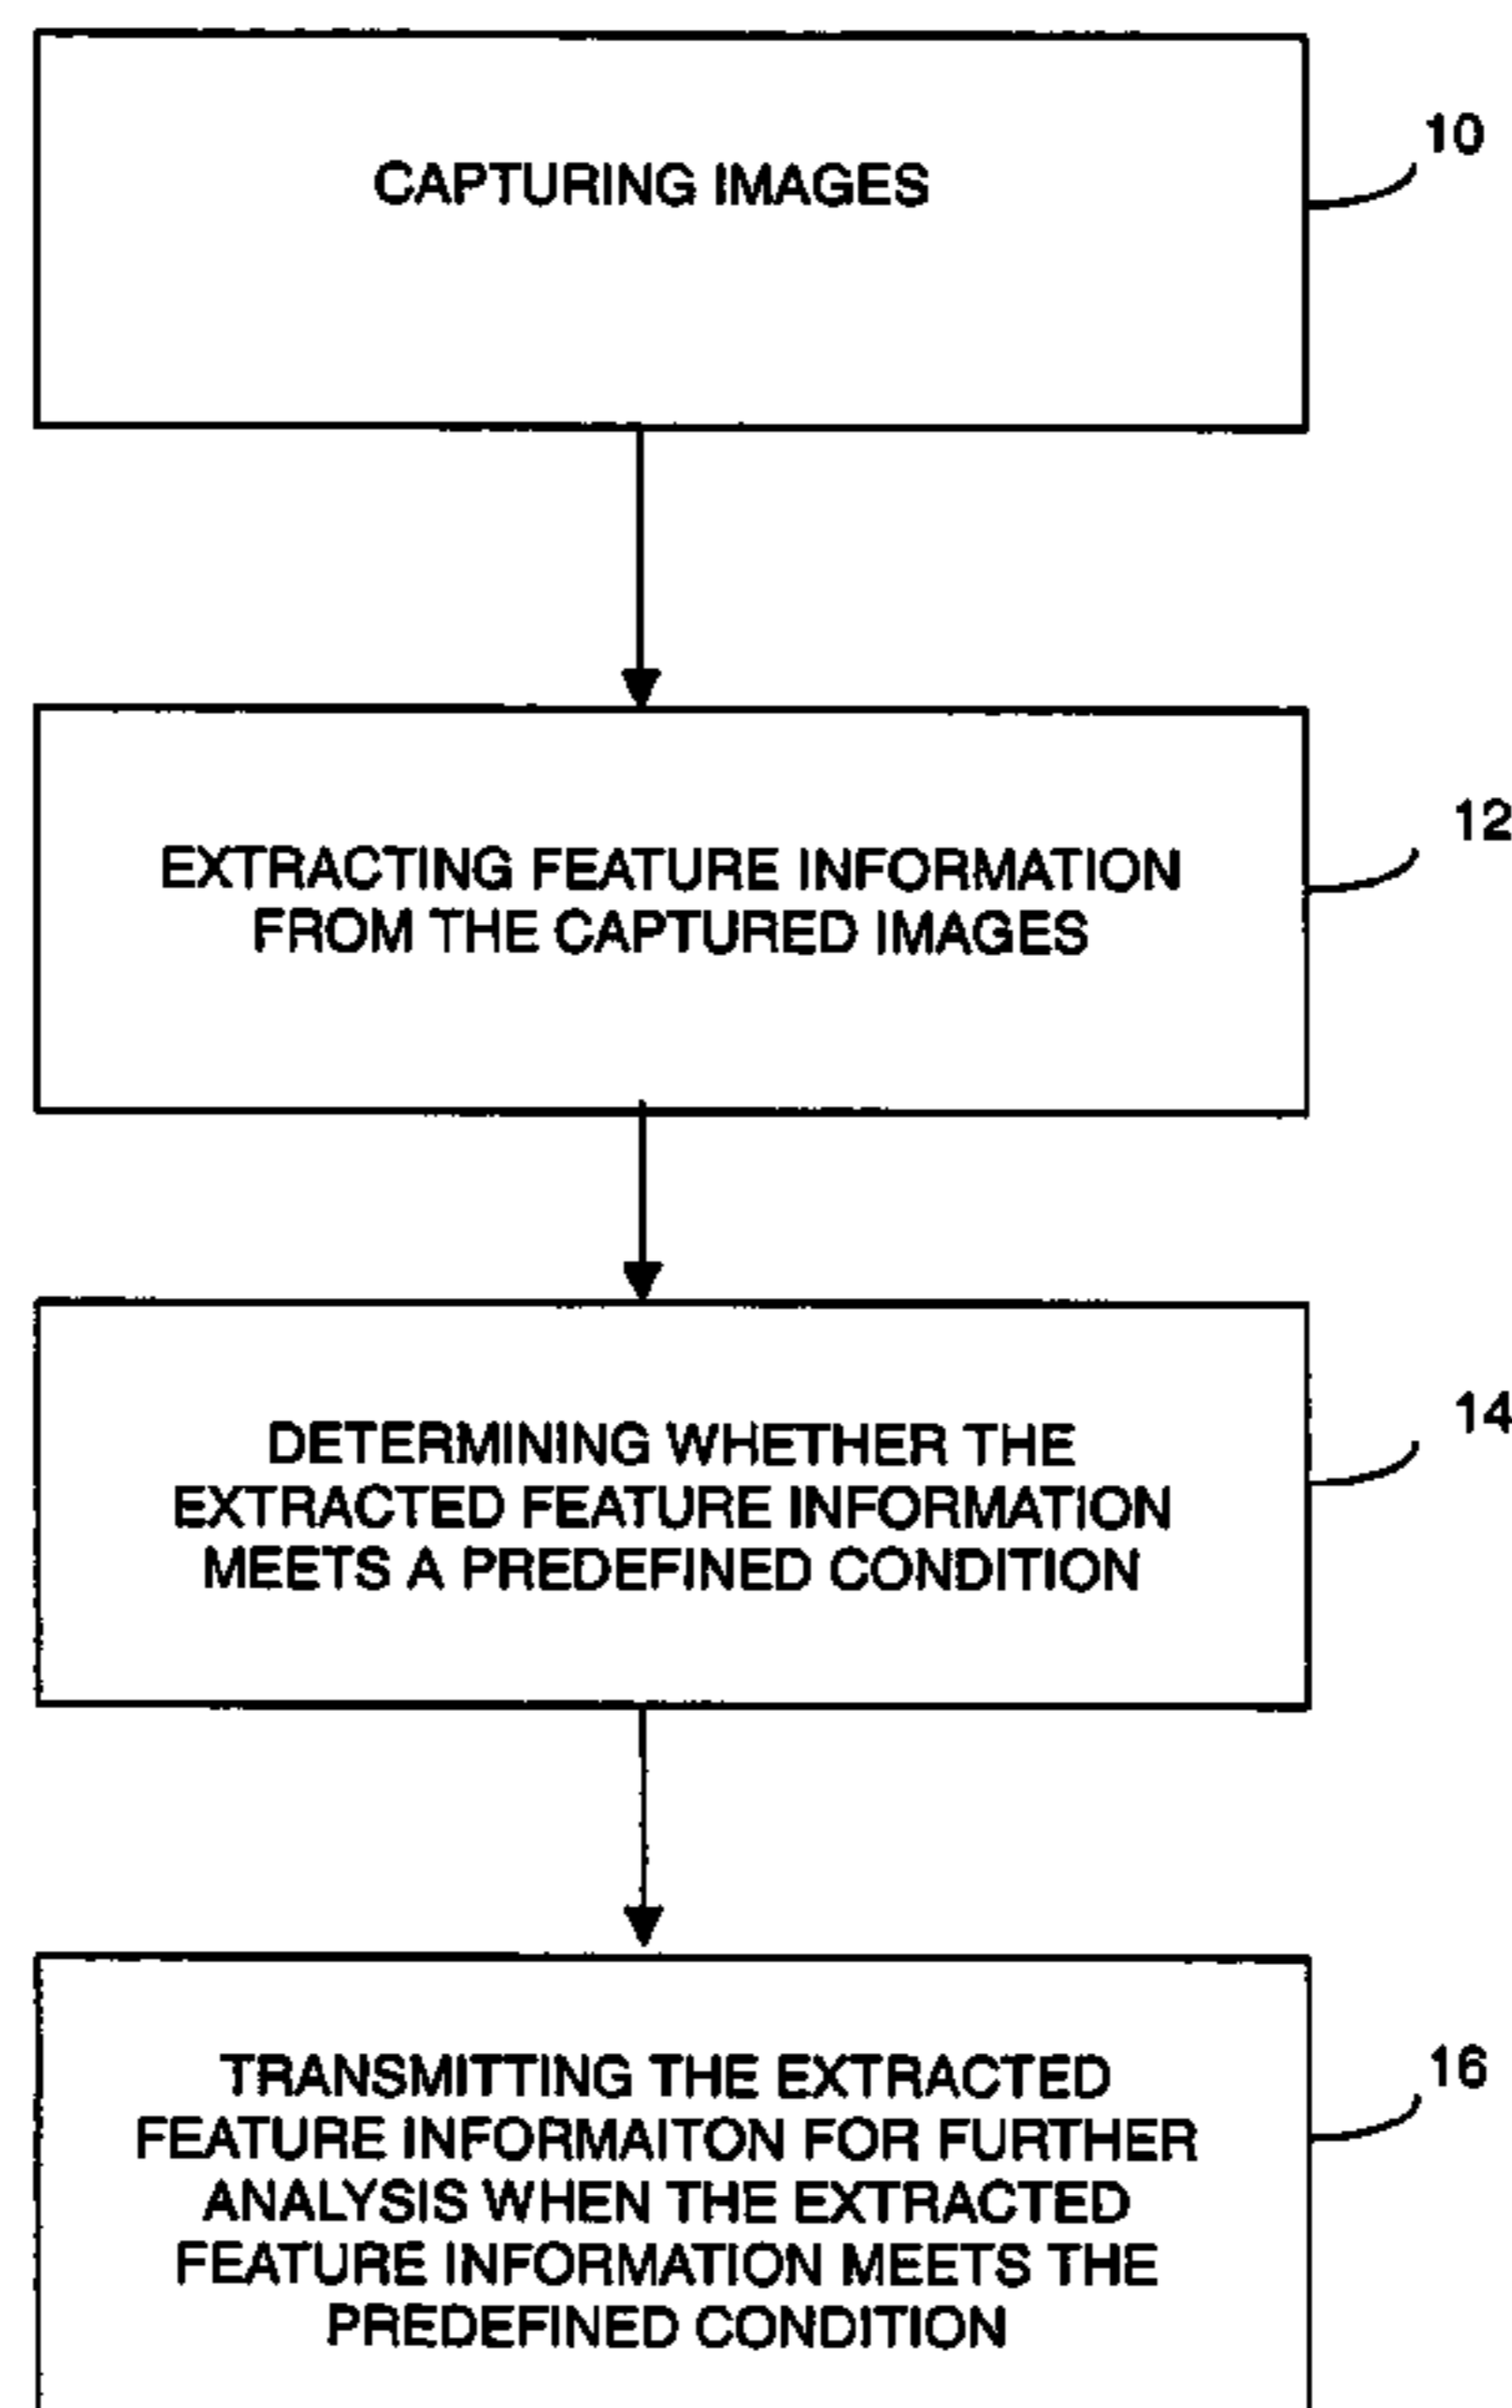 CAPTURING IMAGES
10
EXTRACTING FEATURE INFORMATION
FROM THE CAPTURED IMAGES
12
DETERMINING WHETHER THE
EXTRACTED FEATURE INFORMATION
MEETS A PREDEFINED CONDITION
14
TRANSMITTING THE EXTRACTED
FEATURE INFORMAITON FOR FURTHER
ANALYSIS WHEN THE EXTRACTED
FEATURE INFORMATION MEETS THE
PREDEFINED CONDITION
16